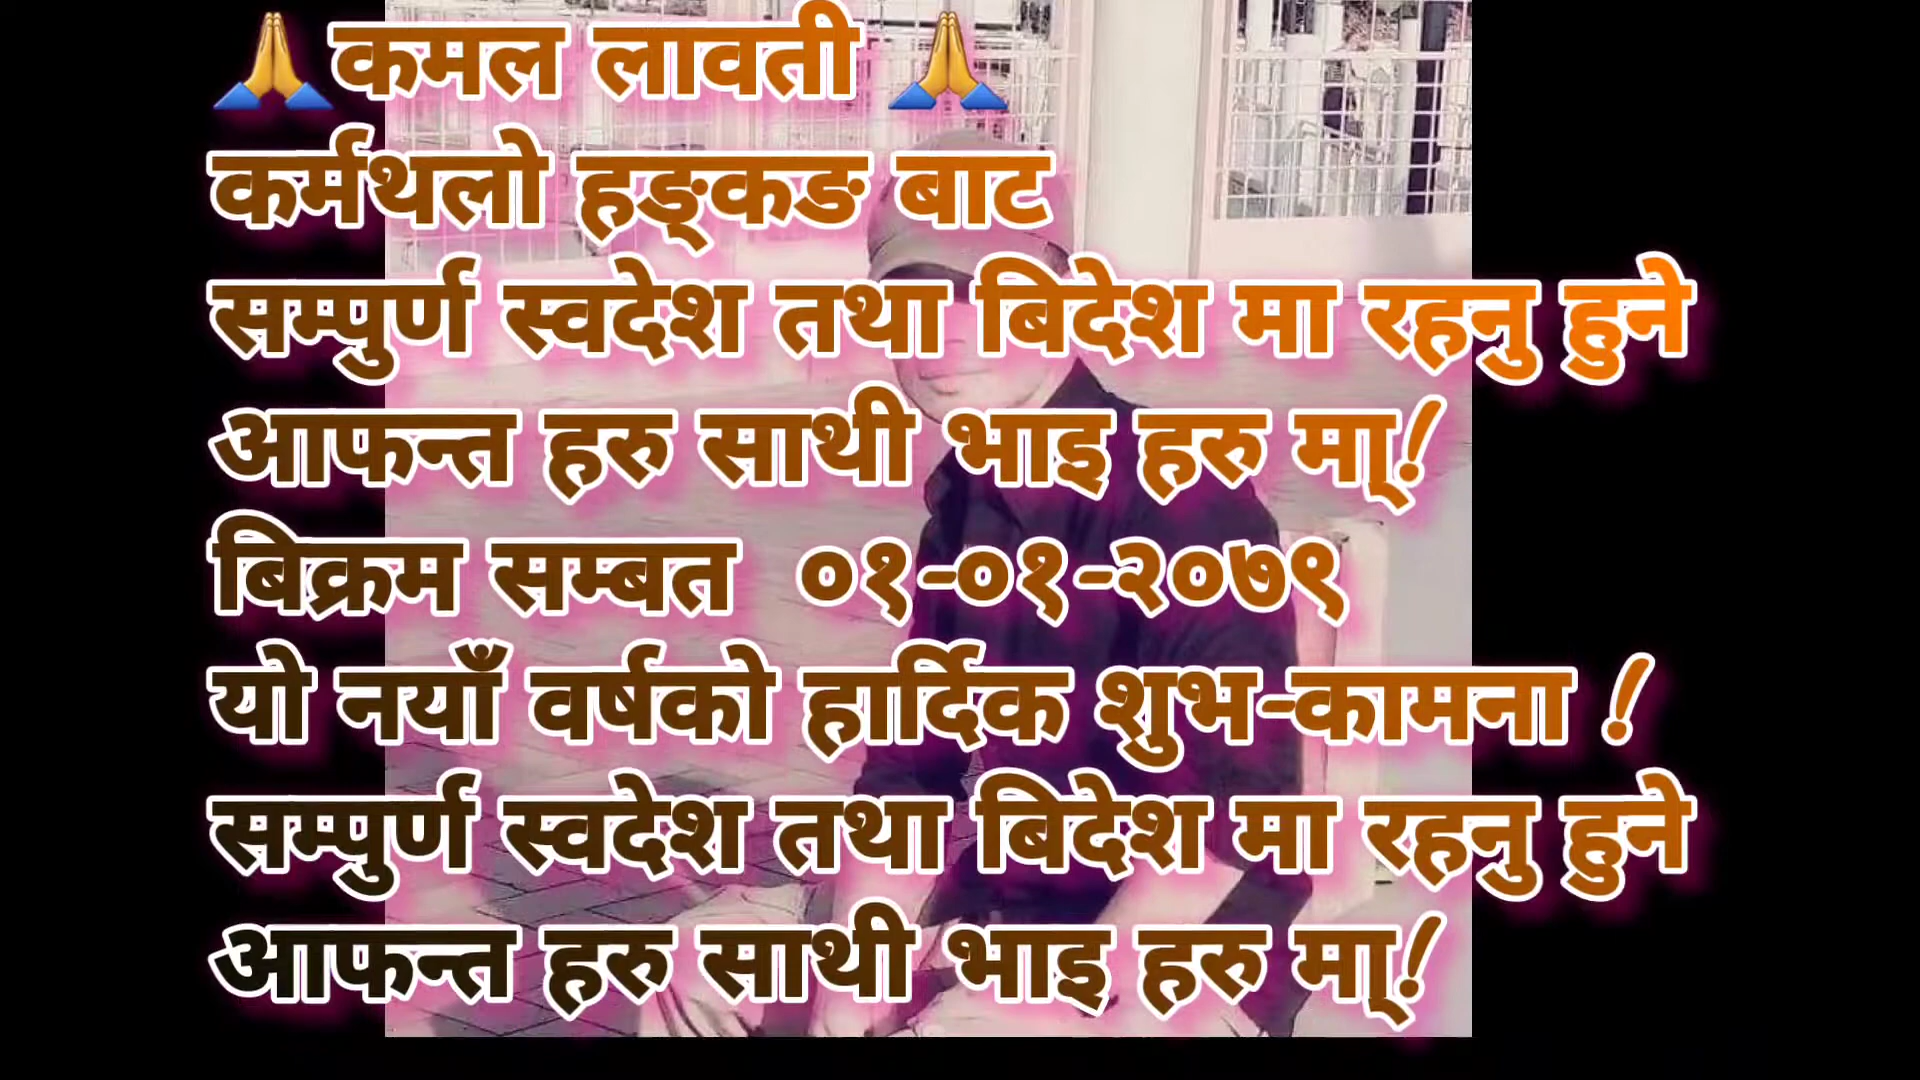 🙏कमल लावती 🙏
कर्मथलो हङ्कङ बाट
सम्पुर्ण स्वदेश तथा बिदेश मा रहनु हुने
आफन्त हरु साथी भाइ हरु मा्!
बिक्रम सम्बत ०१-०१-२०७९
यो नयाँ वर्षको हार्दिक शुभ-कामना !
सम्पुर्ण स्वदेश तथा बिदेश मा रहनु हुने
आफन्त हरु साथी भाइ हरु मा्!